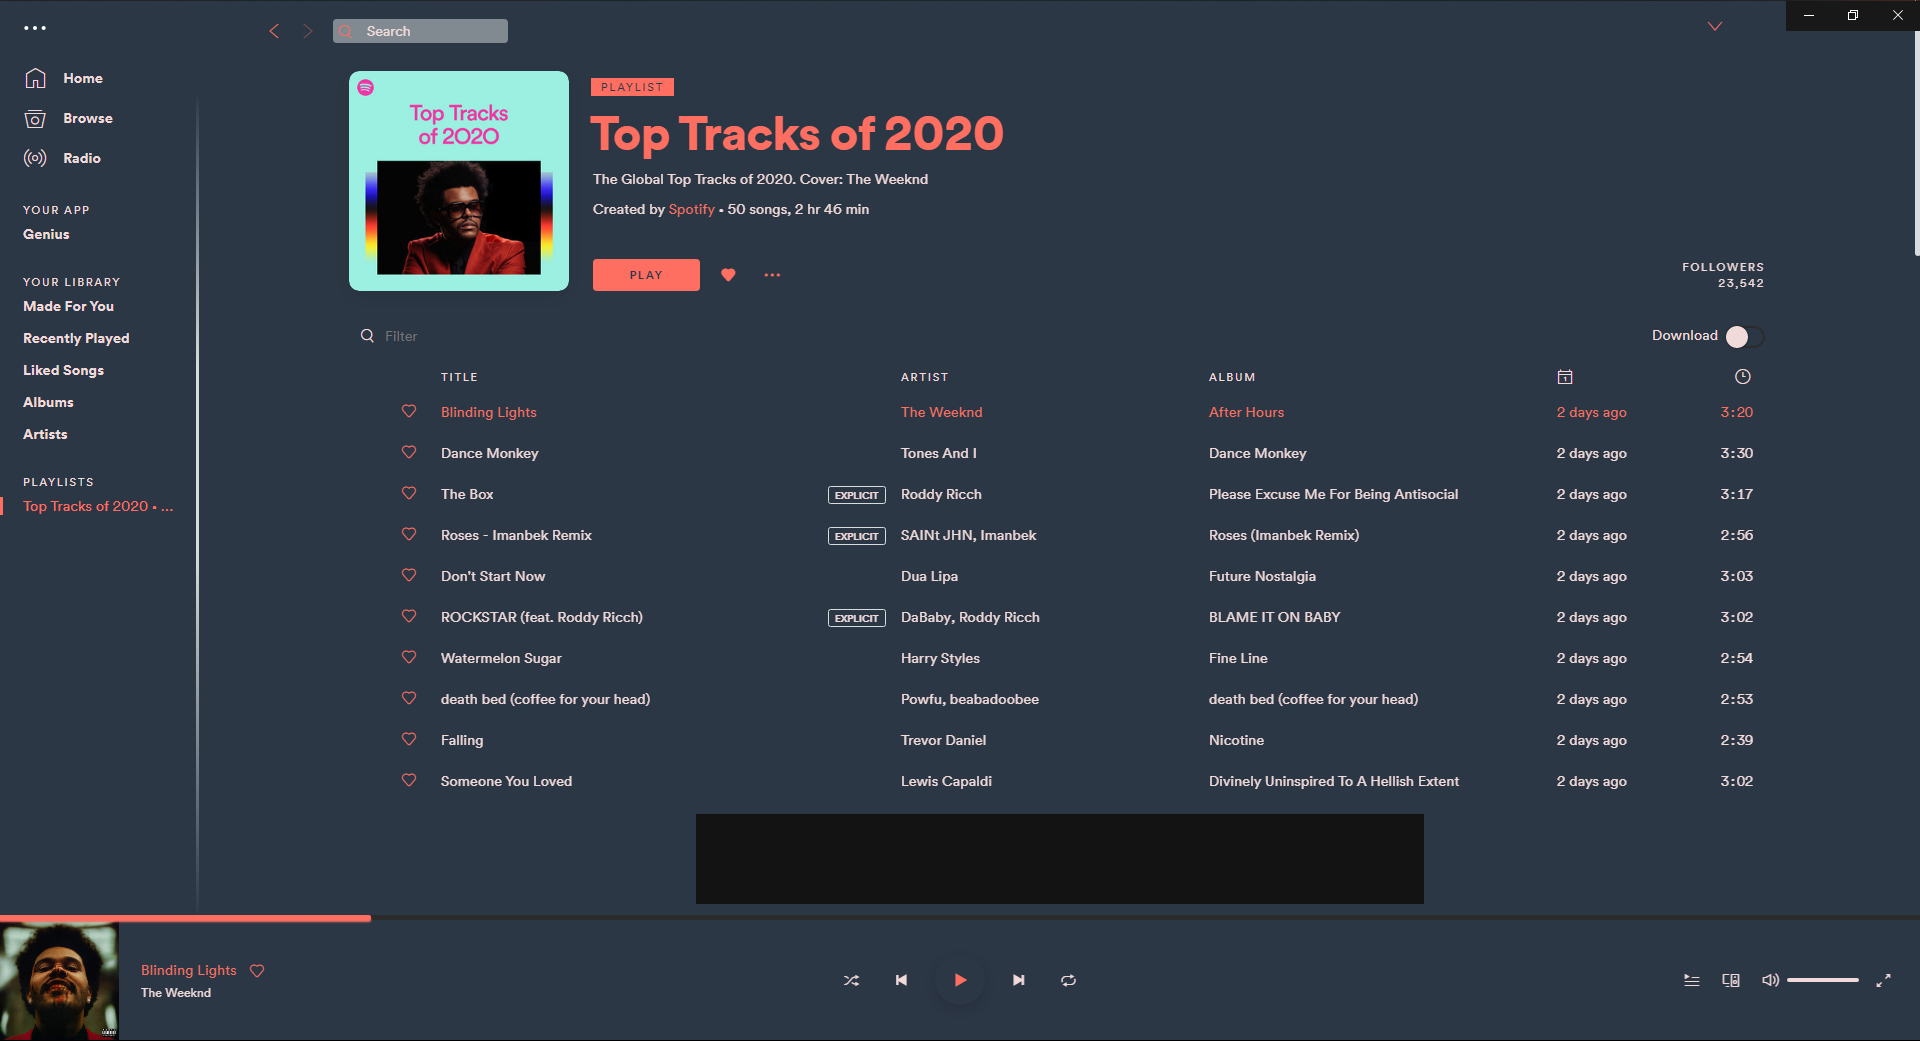 Search
Home
Browse
Radio
YOUR APP
Genius
YOUR LIBRARY
Made For You
Recently Played
Liked Songs
Albums
Artists
PLAYLISTS
Top Tracks of 2020 • ...
Top Tracks
of 2020
PLAYLIST
Top Tracks of 2020
The Global Top Tracks of 2020. Cover: The Weeknd
Created by Spotify • 50 songs, 2 hr 46 min
PLAY
FOLLOWERS
23,542
Filter
Download
TITLE ARTIST ALBUM
Blinding Lights The Weeknd After Hours 2 days ago 3:20
Dance Monkey Tones And I Dance Monkey 2 days ago 3:30
The Box EXPLICIT Roddy Ricch Please Excuse Me For Being Antisocial 2 days ago 3:17
Roses - Imanbek Remix EXPLICIT SAINt JHN, Imanbek Roses (Imanbek Remix) 2 days ago 2:56
Don't Start Now Dua Lipa Future Nostalgia 2 days ago 3:03
ROCKSTAR (feat. Roddy Ricch) EXPLICIT DaBaby, Roddy Ricch BLAME IT ON BABY 2 days ago 3:02
Watermelon Sugar Harry Styles Fine Line 2 days ago 2:54
death bed (coffee for your head) Powfu, beabadoobee death bed (coffee for your head) 2 days ago 2:53
Falling Trevor Daniel Nicotine 2 days ago 2:39
Someone You Loved Lewis Capaldi Divinely Uninspired To A Hellish Extent 2 days ago 3:02
Blinding Lights
The Weeknd